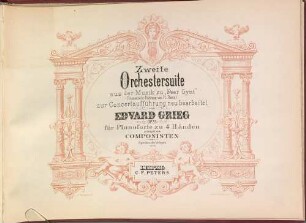 Zweite
Orchestersuite
aus der Musik zu „Peer Gynt“
zur Concertaufführung neu bearbeitet
von
EDVARD GRIEG
für Pianoforte zu 4 Händen
COMPONISTEN
LEIPZIG
C. F. PETERS